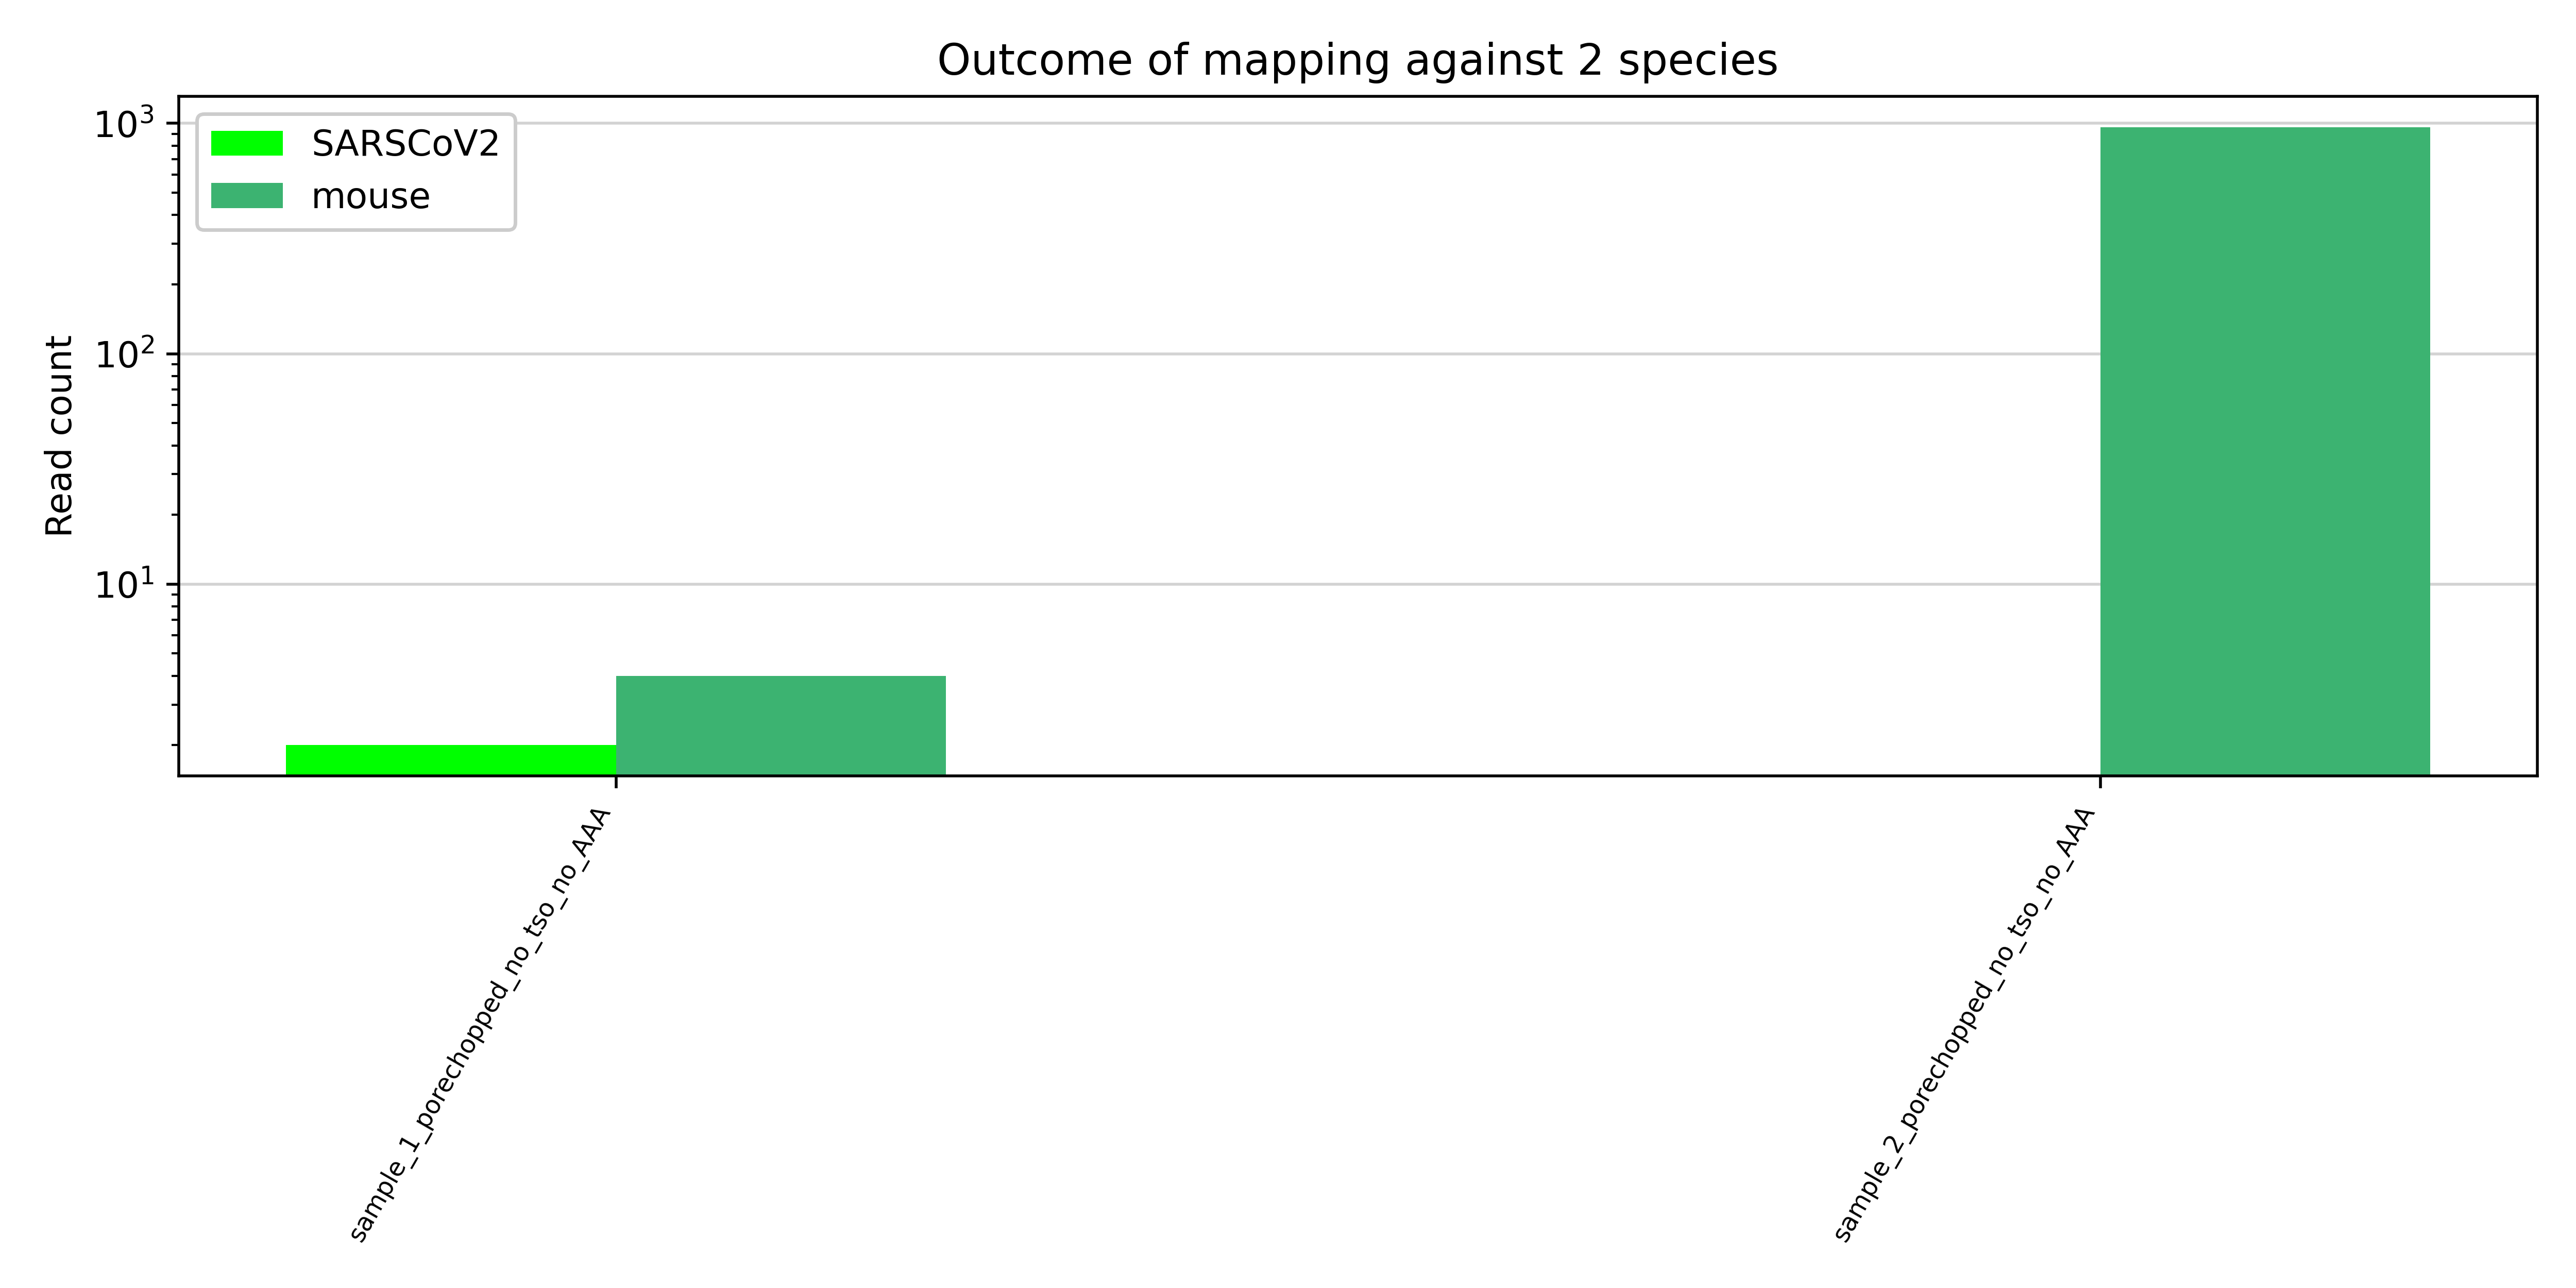 Outcome of mapping against 2 species
SARSCoV2
mouse
Read count
10³
10²
10¹
sample_1_porechopped_no_tso_no_AAA
sample_2_porechopped_no_tso_no_AAA